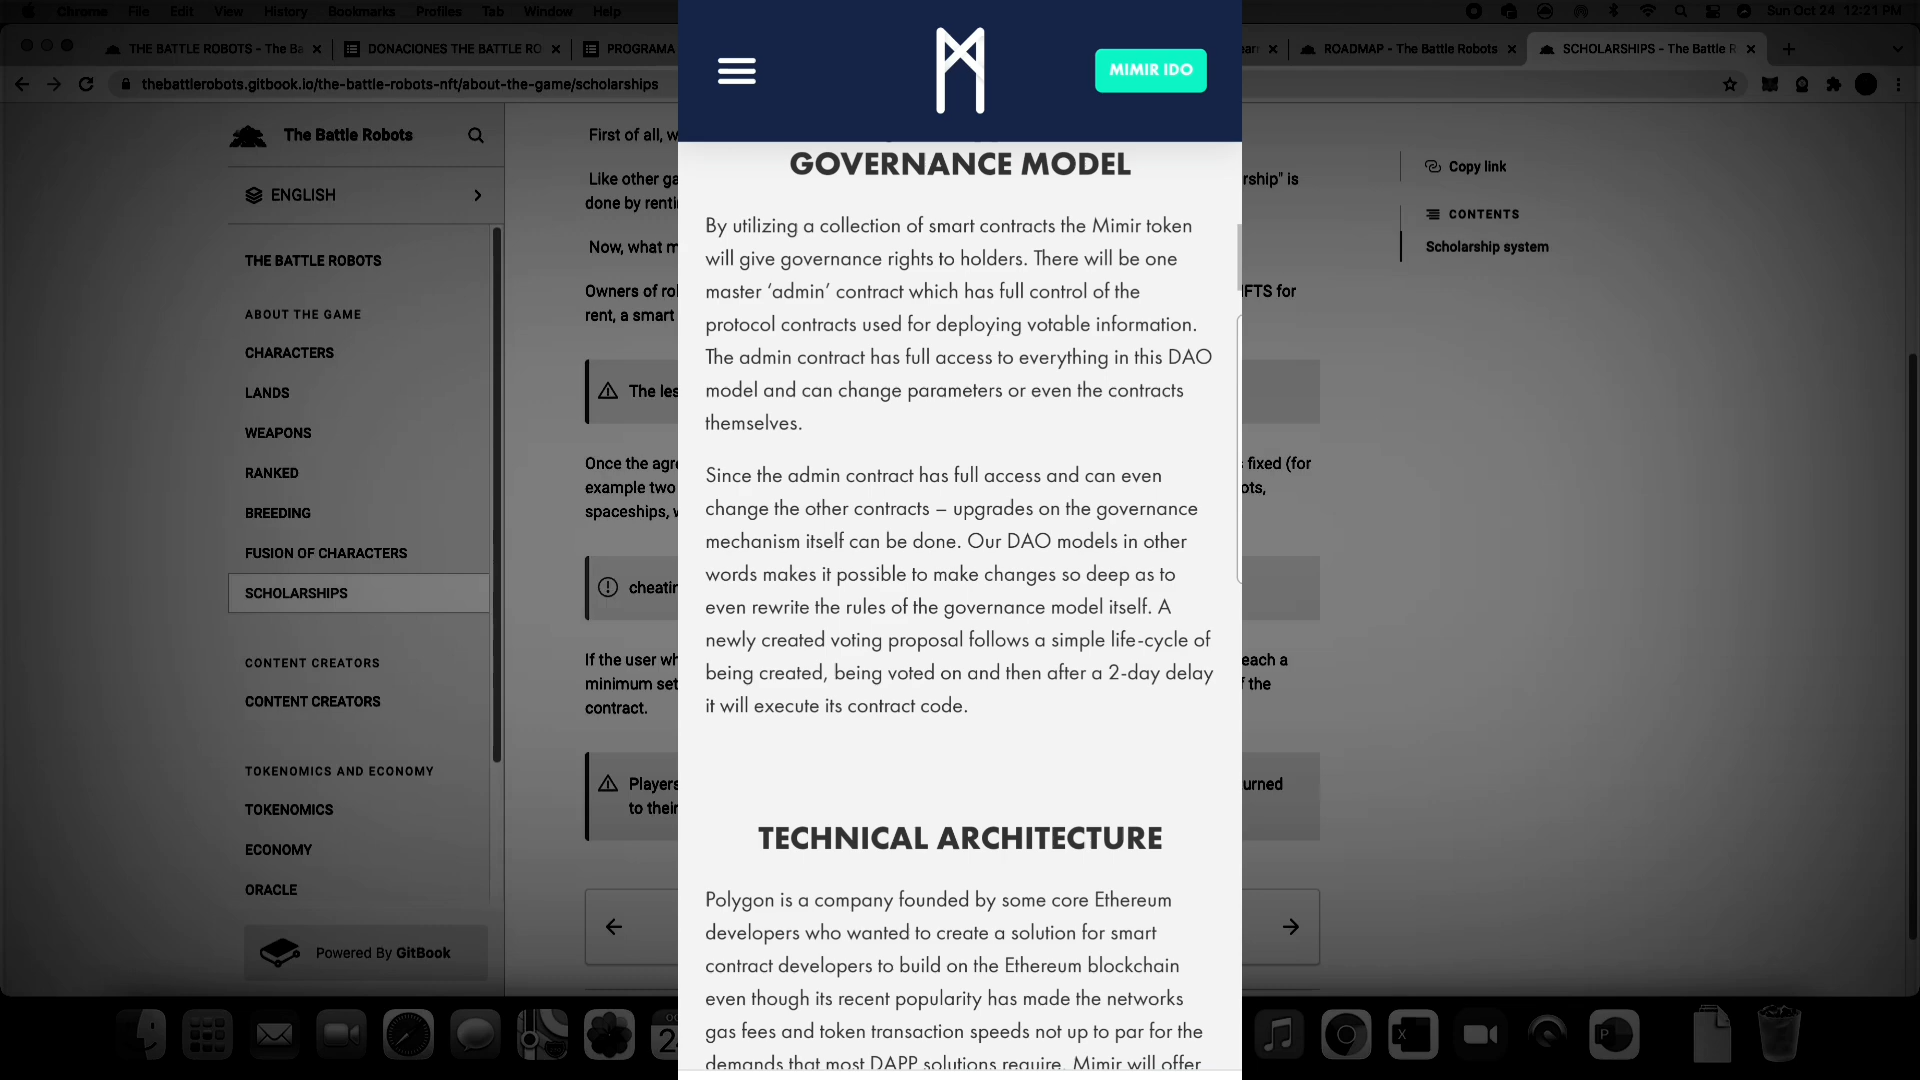 Chrome File Edit View History Bookmarks Profiles Tab Window Help
Sun Oct 24 12:21 PM
THE BATTLE ROBOTS - The Ba
DONACIONES THE BATTLE RO
PROGRAMA
ROADMAP - The Battle Robots
SCHOLARSHIPS - The Battle R
thebattlerobots.gitbook.io/the-battle-robots-nft/about-the-game/scholarships
The Battle Robots
ENGLISH
THE BATTLE ROBOTS
ABOUT THE GAME
CHARACTERS
LANDS
WEAPONS
RANKED
BREEDING
FUSION OF CHARACTERS
SCHOLARSHIPS
CONTENT CREATORS
CONTENT CREATORS
TOKENOMICS AND ECONOMY
TOKENOMICS
ECONOMY
ORACLE
Powered By GitBook
First of all, w
Like other ga
rship" is
done by renti
Now, what m
Owners of ro
FTS for
rent, a smart
The les
Once the agre
fixed (for
example two
ots,
spaceships, w
cheatin
If the user wh
each a
minimum set
f the
contract.
Players
urned
to their
Copy link
CONTENTS
Scholarship system
MIMIR IDO
GOVERNANCE MODEL
By utilizing a collection of smart contracts the Mimir token
will give governance rights to holders. There will be one
master ‘admin’ contract which has full control of the
protocol contracts used for deploying votable information.
The admin contract has full access to everything in this DAO
model and can change parameters or even the contracts
themselves.
Since the admin contract has full access and can even
change the other contracts – upgrades on the governance
mechanism itself can be done. Our DAO models in other
words makes it possible to make changes so deep as to
even rewrite the rules of the governance model itself. A
newly created voting proposal follows a simple life-cycle of
being created, being voted on and then after a 2-day delay
it will execute its contract code.
TECHNICAL ARCHITECTURE
Polygon is a company founded by some core Ethereum
developers who wanted to create a solution for smart
contract developers to build on the Ethereum blockchain
even though its recent popularity has made the networks
gas fees and token transaction speeds not up to par for the
demands that most DAPP solutions require. Mimir will offer